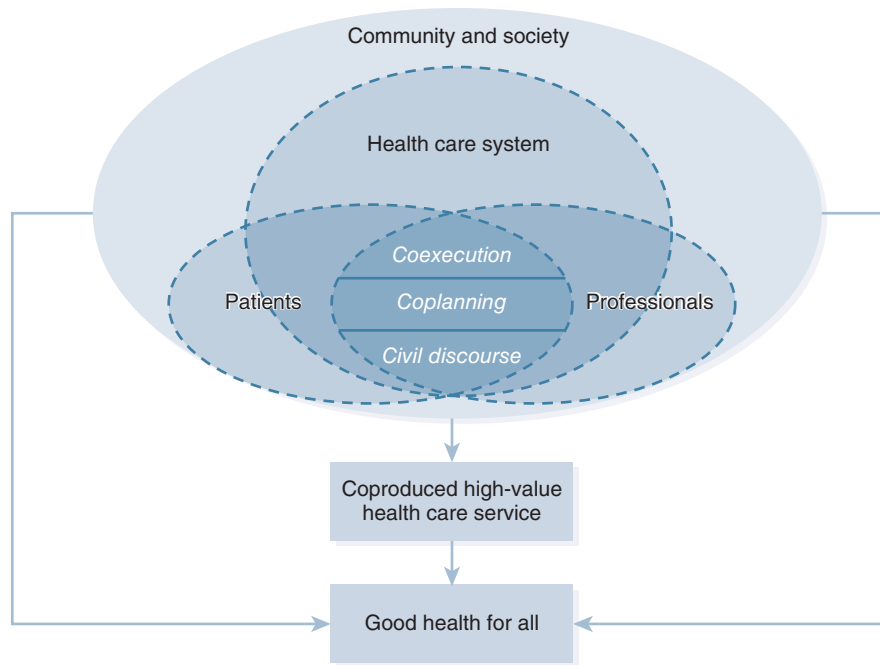 Community and society
Health care system
Coexecution
Patients
Coplanning
Professionals
Civil discourse
Coproduced high-value
health care service
Good health for all